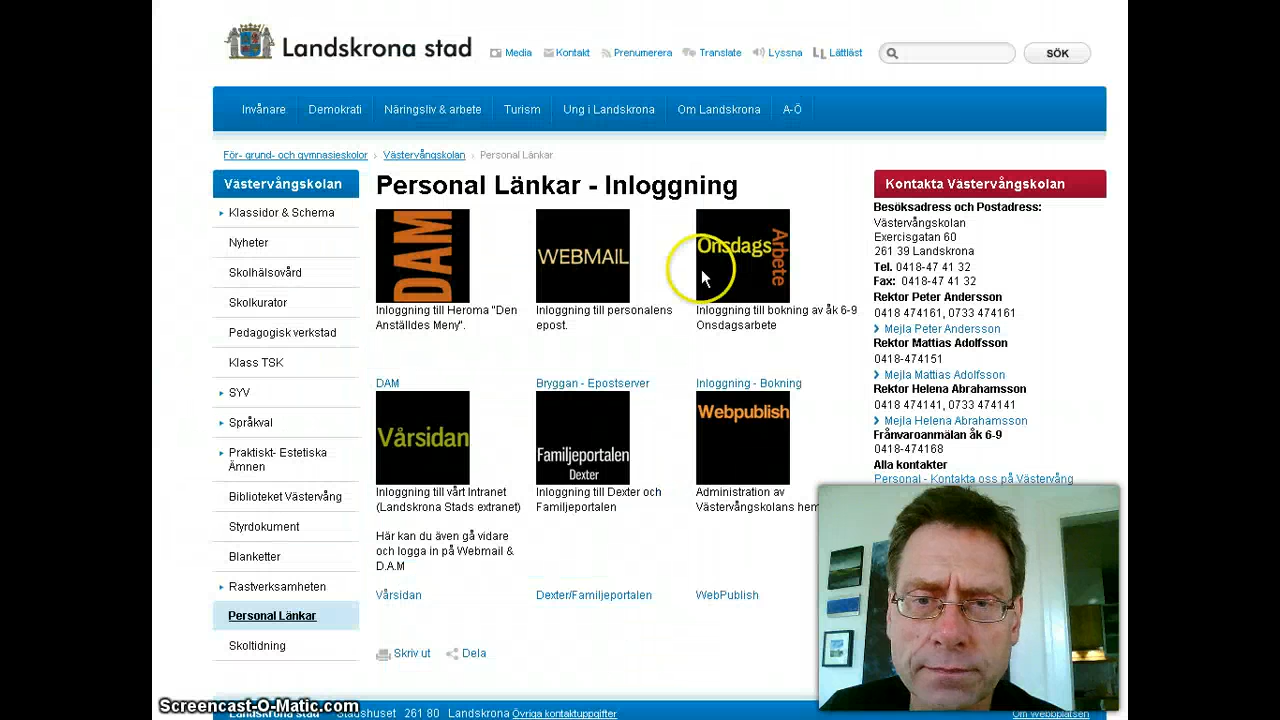 Landskrona stad
Media Kontakt Prenumerera Translate Lyssna Lättläst
SÖK
Invånare Demokrati Näringsliv & arbete Turism Ung i Landskrona Om Landskrona A-Ö
För- grund- och gymnasieskolor › Västervångskolan › Personal Länkar
Västervångskolan
Klassidor & Schema
Nyheter
Skolhälsovård
Skolkurator
Pedagogisk verkstad
Klass TSK
SYV
Språkval
Praktiskt- Estetiska
Ämnen
Biblioteket Västervång
Styrdokument
Blanketter
Rastverksamheten
Personal Länkar
Skoltidning
Personal Länkar - Inloggning
DAM
WEBMAIL
Onsdags
Arbete
Inloggning till Heroma "Den
Anställdes Meny".
Inloggning till personalens
epost.
Inloggning till bokning av åk 6-9
Onsdagsarbete
DAM
Bryggan - Epostserver
Inloggning - Bokning
Vårsidan
Familjeportalen
Dexter
Webpublish
Inloggning till vårt Intranet
(Landskrona Stads extranet)
Här kan du även gå vidare
och logga in på Webmail &
D.A.M
Inloggning till Dexter och
Familjeportalen
Administration av
Västervångskolans hem
Vårsidan
Dexter/Familjeportalen
WebPublish
Skriv ut Dela
Kontakta Västervångskolan
Besöksadress och Postadress:
Västervångskolan
Exercisgatan 60
261 39 Landskrona
Tel. 0418-47 41 32
Fax: 0418-47 41 32
Rektor Peter Andersson
0418 474161, 0733 474161
Mejla Peter Andersson
Rektor Mattias Adolfsson
0418-474151
Mejla Mattias Adolfsson
Rektor Helena Abrahamsson
0418 474141, 0733 474141
Mejla Helena Abrahamsson
Frånvaroanmälan åk 6-9
0418-474168
Alla kontakter
Personal - Kontakta oss på Västervång
Landskrona stad Stadshuset 261 80 Landskrona Övriga kontaktuppgifter
Om webbplatsen
Screencast-O-Matic.com